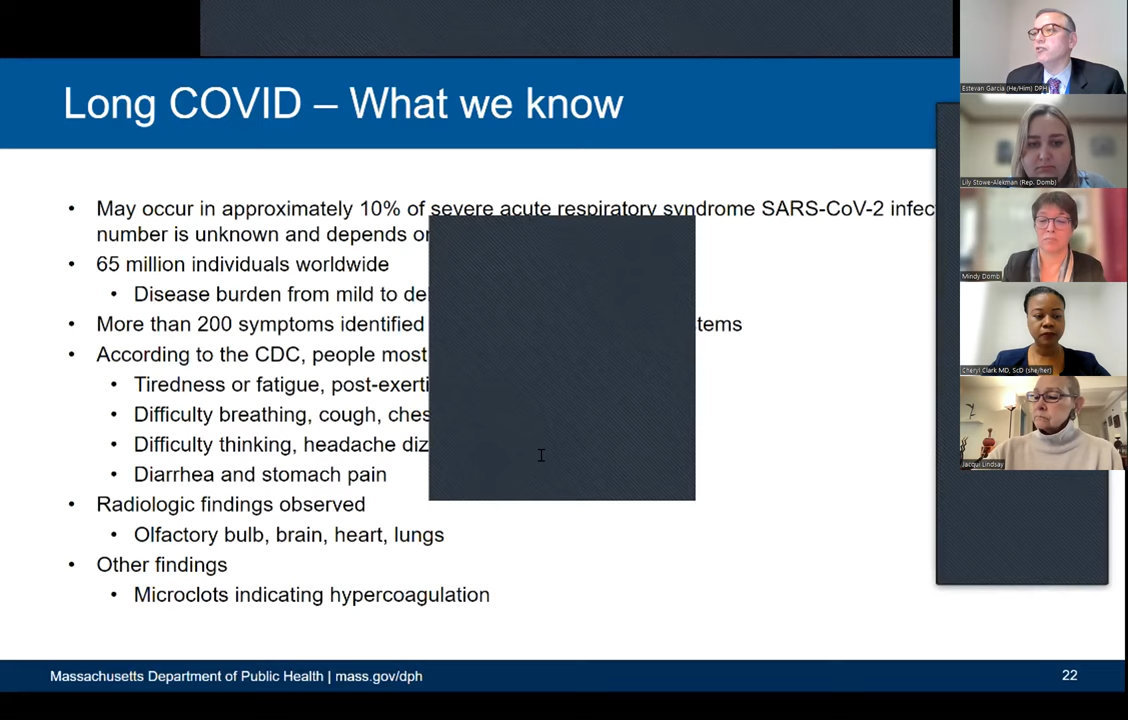 Long COVID – What we know
• May occur in approximately 10% of severe acute respiratory syndrome SARS-CoV-2 infec
number is unknown and depends o
• 65 million individuals worldwide
• Disease burden from mild to de
• More than 200 symptoms identified tems
• According to the CDC, people most
• Tiredness or fatigue, post-exerti
• Difficulty breathing, cough, ches
• Difficulty thinking, headache diz
• Diarrhea and stomach pain
• Radiologic findings observed
• Olfactory bulb, brain, heart, lungs
• Other findings
• Microclots indicating hypercoagulation
Massachusetts Department of Public Health | mass.gov/dph
22
Estevan Garcia (He/Him) DPH
Lily Stowe-Alekman (Rep. Domb)
Mindy Domb
Cheryl Clark MD, ScD (she/her)
Jacqui Lindsay